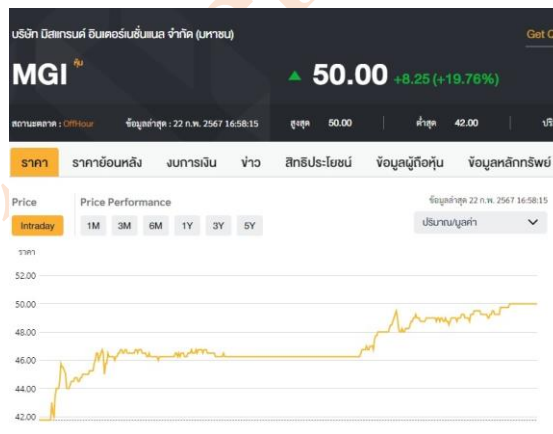 บริษัท มิสแกรนด์ อินเตอร์เนชั่นแนล จำกัด (มหาชน)
Get
MGI หุ้น
▲ 50.00 +8.25 (+19.76%)
สถานะตลาด : OffHour ข้อมูลล่าสุด : 22 ก.พ. 2567 16:58:15 สูงสุด 50.00 | ต่ำสุด 42.00 |
ราคา ราคาย้อนหลัง งบการเงิน ข่าว สิทธิประโยชน์ ข้อมูลผู้ถือหุ้น ข้อมูลหลักทรัพย์
Price Price Performance ข้อมูลล่าสุด 22 ก.พ. 2567 16:58:15
Intraday 1M 3M 6M 1Y 3Y 5Y ปริมาณ/มูลค่า
ราคา
52.00
50.00
48.00
46.00
44.00
42.00